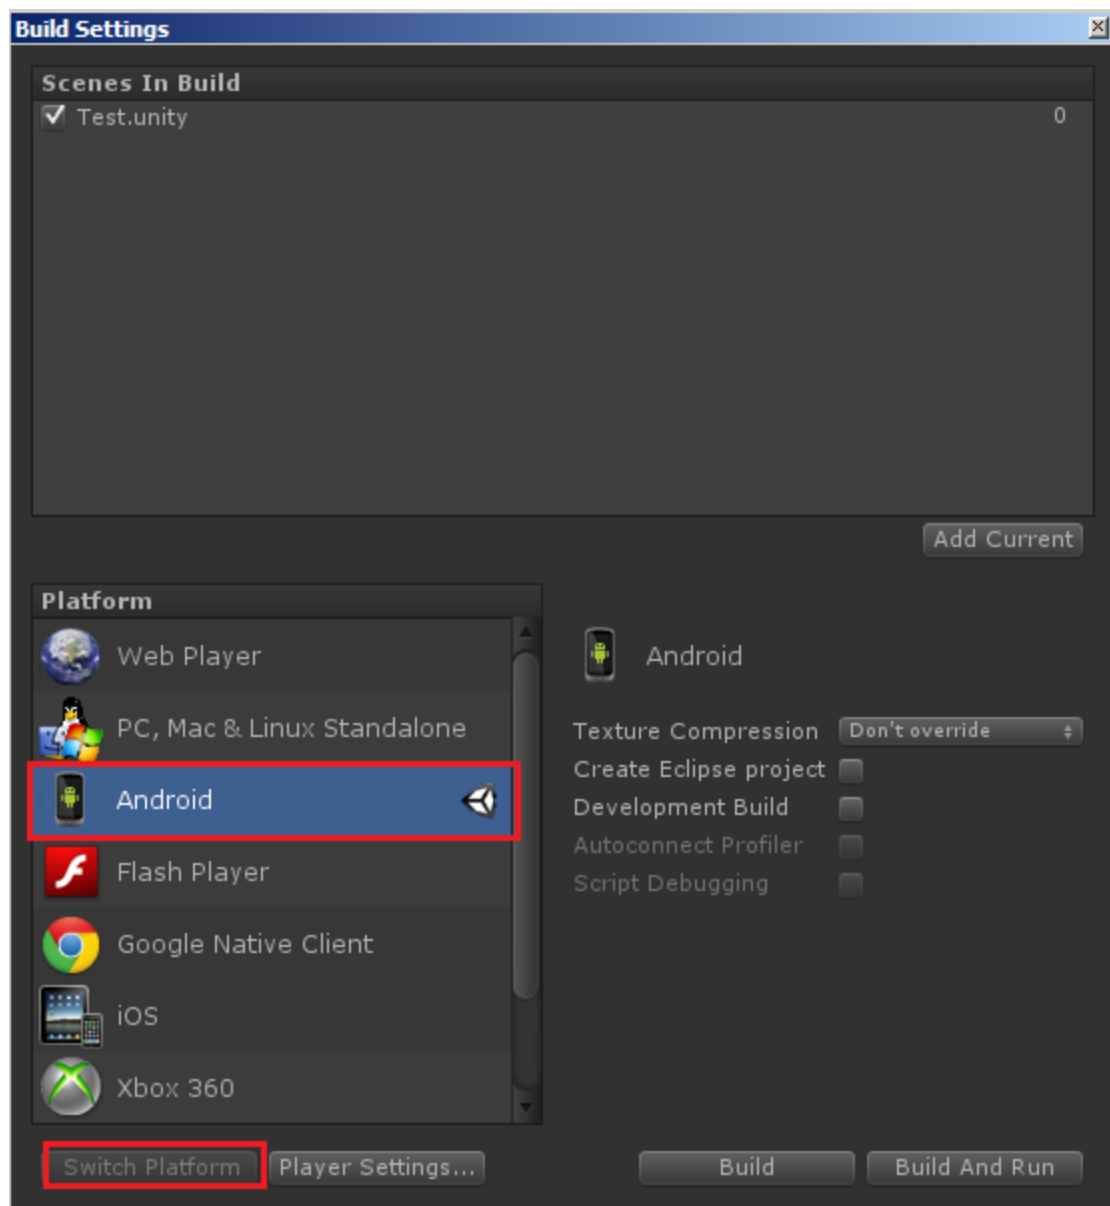 Build Settings
Scenes In Build
Test.unity 0
Add Current
Platform
Web Player
PC, Mac & Linux Standalone
Android
Flash Player
Google Native Client
iOS
Xbox 360
Android
Texture Compression Don't override
Create Eclipse project
Development Build
Autoconnect Profiler
Script Debugging
Switch Platform Player Settings... Build Build And Run